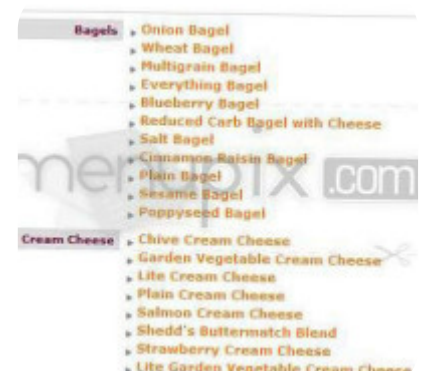 Bagels
Onion Bagel
Wheat Bagel
Multigrain Bagel
Everything Bagel
Blueberry Bagel
Reduced Carb Bagel with Cheese
Salt Bagel
Cinnamon Raisin Bagel
Plain Bagel
Sesame Bagel
Poppyseed Bagel
menupix.com
Cream Cheese
Chive Cream Cheese
Garden Vegetable Cream Cheese
Lite Cream Cheese
Plain Cream Cheese
Salmon Cream Cheese
Shedd's Buttermatch Blend
Strawberry Cream Cheese
Lite Garden Vegetable Cream Cheese